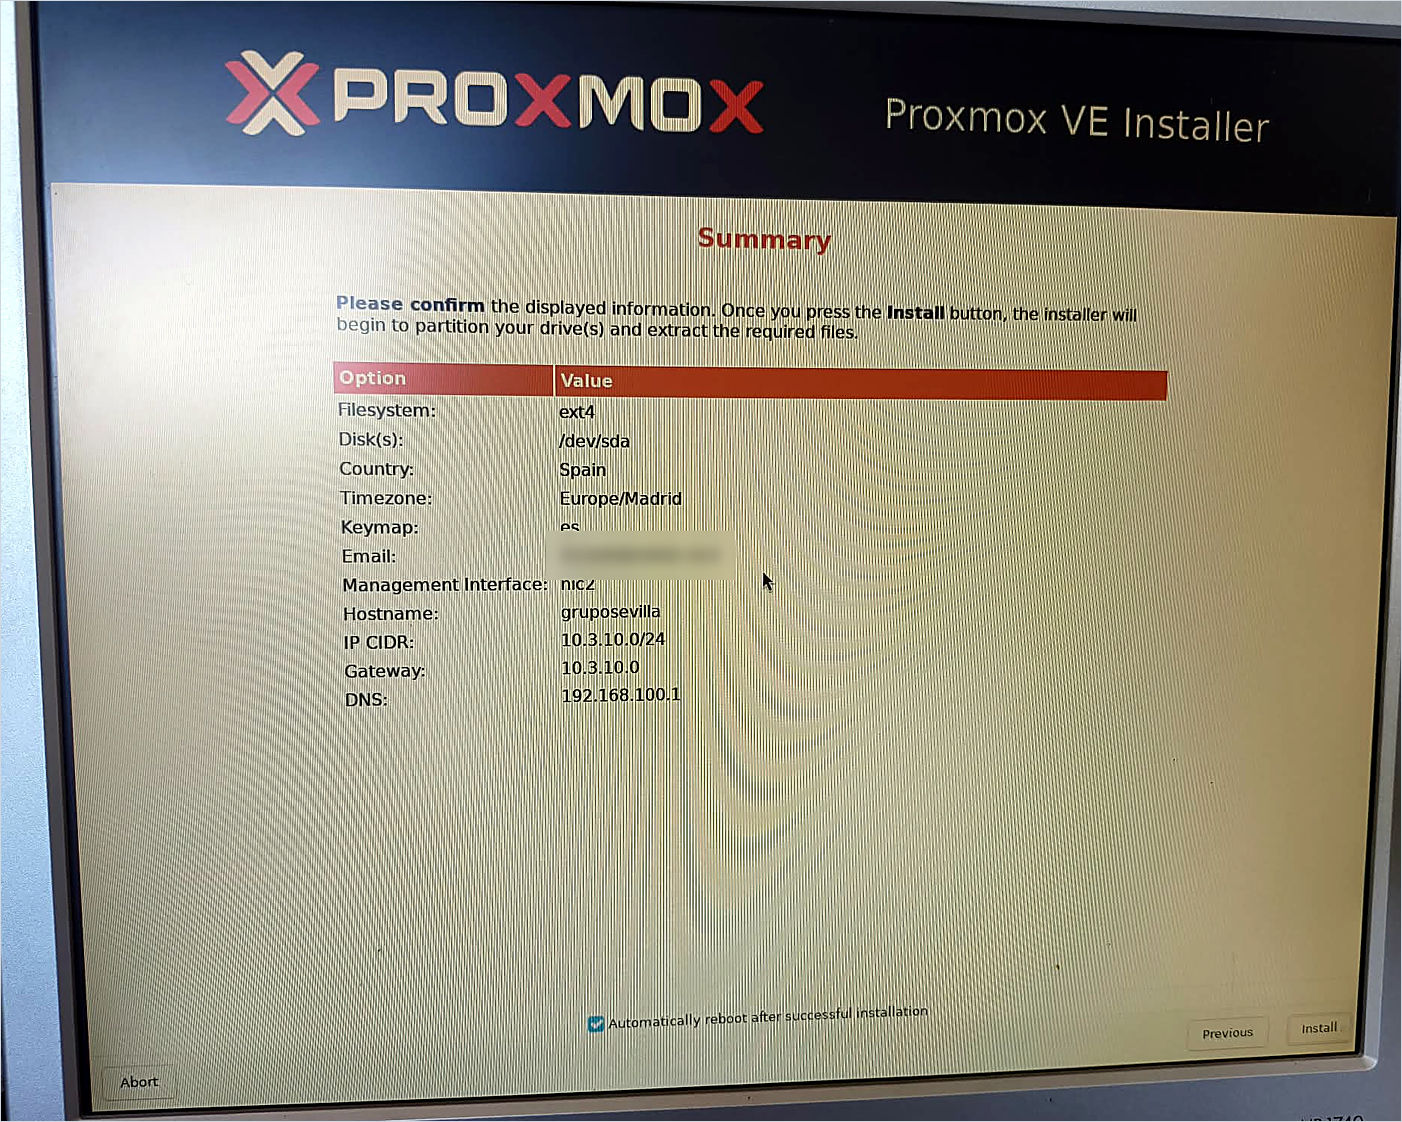 PROXMOX
Proxmox VE Installer
Summary
Please confirm the displayed information. Once you press the Install button, the installer will
begin to partition your drive(s) and extract the required files.
Option Value
Filesystem: ext4
Disk(s): /dev/sda
Country: Spain
Timezone: Europe/Madrid
Keymap: es
Email:
Management Interface: nic2
Hostname: gruposevilla
IP CIDR: 10.3.10.0/24
Gateway: 10.3.10.0
DNS: 192.168.100.1
Automatically reboot after successful installation
Previous
Install
Abort